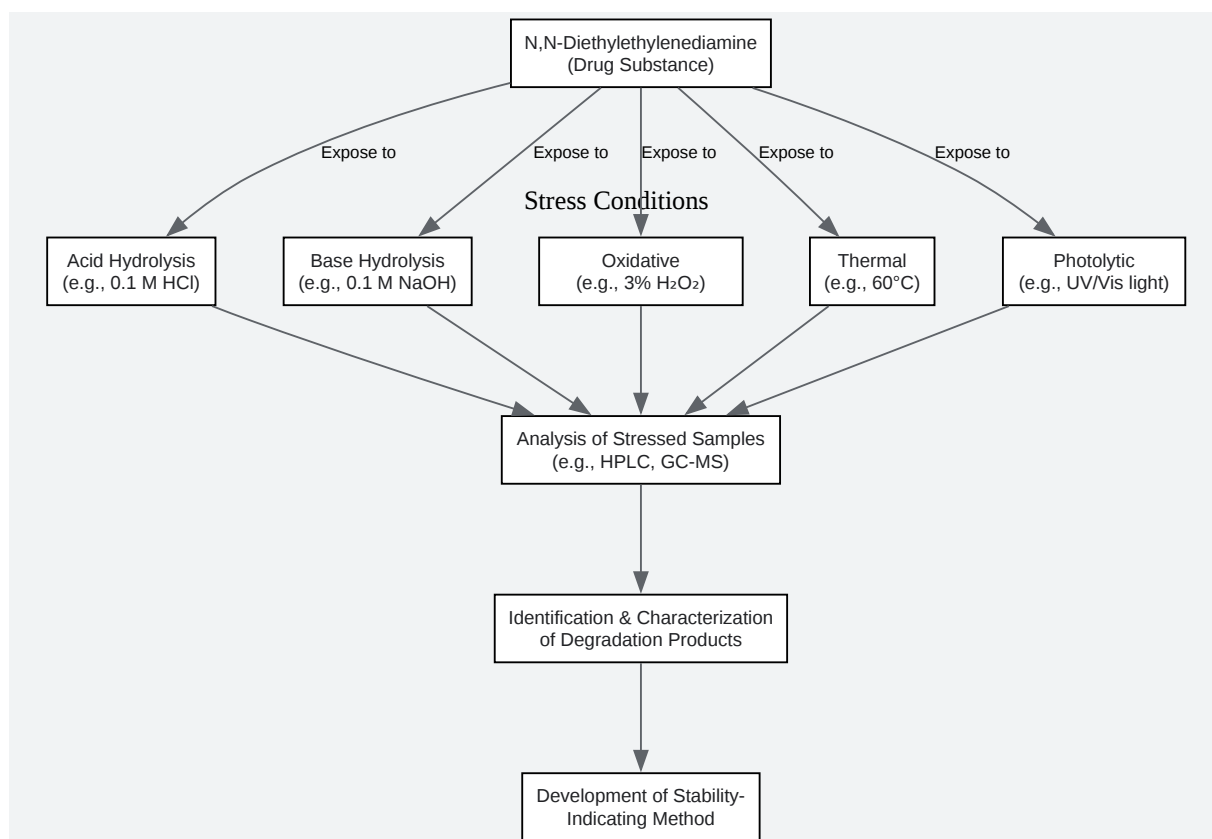 N,N-Diethylethylenediamine
(Drug Substance)
Expose to
Expose to
Expose to
Expose to
Expose to
Stress Conditions
Acid Hydrolysis
(e.g., 0.1 M HCl)
Base Hydrolysis
(e.g., 0.1 M NaOH)
Oxidative
(e.g., 3% H₂O₂)
Thermal
(e.g., 60°C)
Photolytic
(e.g., UV/Vis light)
Analysis of Stressed Samples
(e.g., HPLC, GC-MS)
Identification & Characterization
of Degradation Products
Development of Stability-
Indicating Method